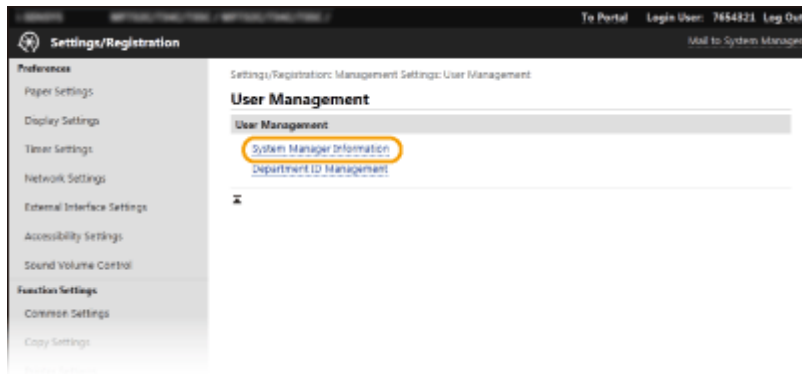 To Portal Login User: 7654321 Log Out
Settings/Registration
Mail to System Manager
Preferences
Paper Settings
Display Settings
Timer Settings
Network Settings
External Interface Settings
Accessibility Settings
Sound Volume Control
Function Settings
Common Settings
Copy Settings
Settings/Registration: Management Settings: User Management
User Management
User Management
System Manager Information
Department ID Management